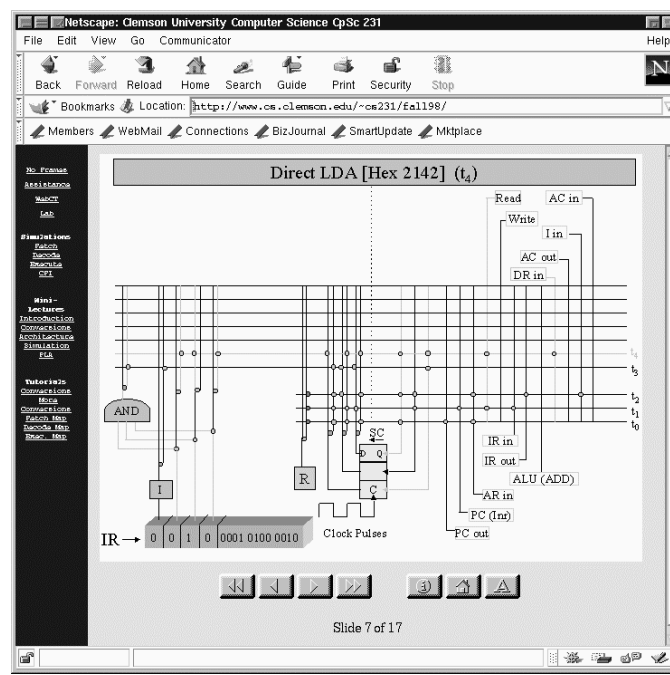 Netscape: Clemson University Computer Science CpSc 231
File Edit View Go Communicator Help
Back Forward Reload Home Search Guide Print Security Stop
N
Bookmarks Location: http://www.cs.clemson.edu/~cs231/fall98/
Members WebMail Connections BizJournal SmartUpdate Mktplace
No Frames
Assistance
WebCT
Lab
Simulations
Fetch
Decode
Execute
CPI
Mini-
Lectures
Introduction
Conversions
Architecture
Simulation
PLA
Tutorials
Conversions
More
Conversions
Fetch Map
Decode Map
Exec. Map
Direct LDA [Hex 2142] (t4)
Read AC in
Write
I in
AC out
DR in
t4
t3
t2
t1
t0
AND
SC
D Q
C
I
R
IR in
IR out
ALU (ADD)
AR in
PC (Inr)
PC out
IR 0 0 1 0 0001 0100 0010
Clock Pulses
Slide 7 of 17